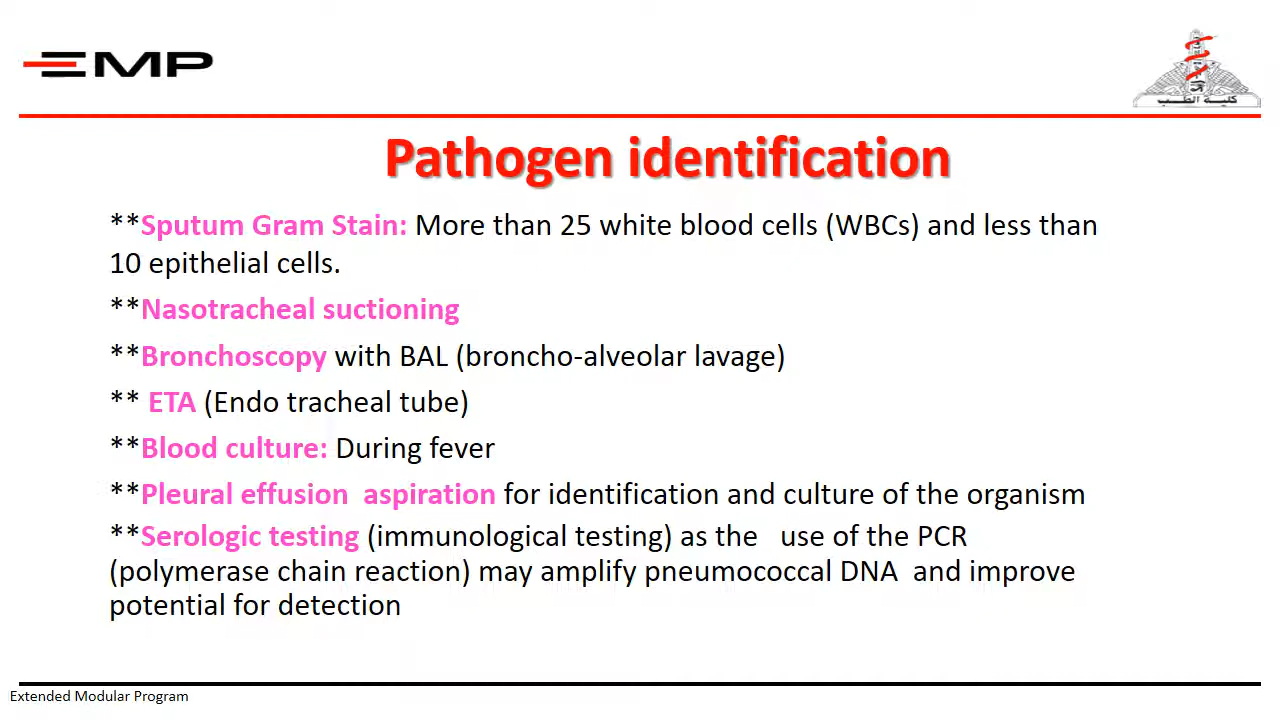 EMP
كلية الطب
Pathogen identification
**Sputum Gram Stain: More than 25 white blood cells (WBCs) and less than
10 epithelial cells.
**Nasotracheal suctioning
**Bronchoscopy with BAL (broncho-alveolar lavage)
** ETA (Endo tracheal tube)
**Blood culture: During fever
**Pleural effusion  aspiration for identification and culture of the organism
**Serologic testing (immunological testing) as the   use of the PCR
(polymerase chain reaction) may amplify pneumococcal DNA  and improve
potential for detection
Extended Modular Program